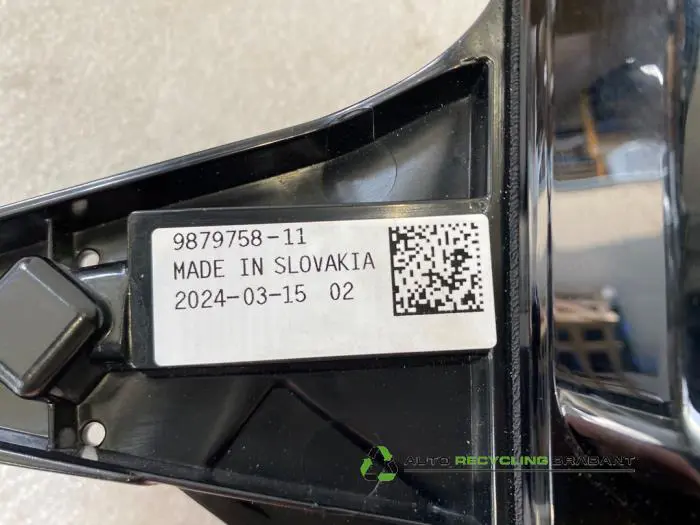 9879758-11
MADE IN SLOVAKIA
2024-03-15 02
AUTO RECYCLING BRABANT